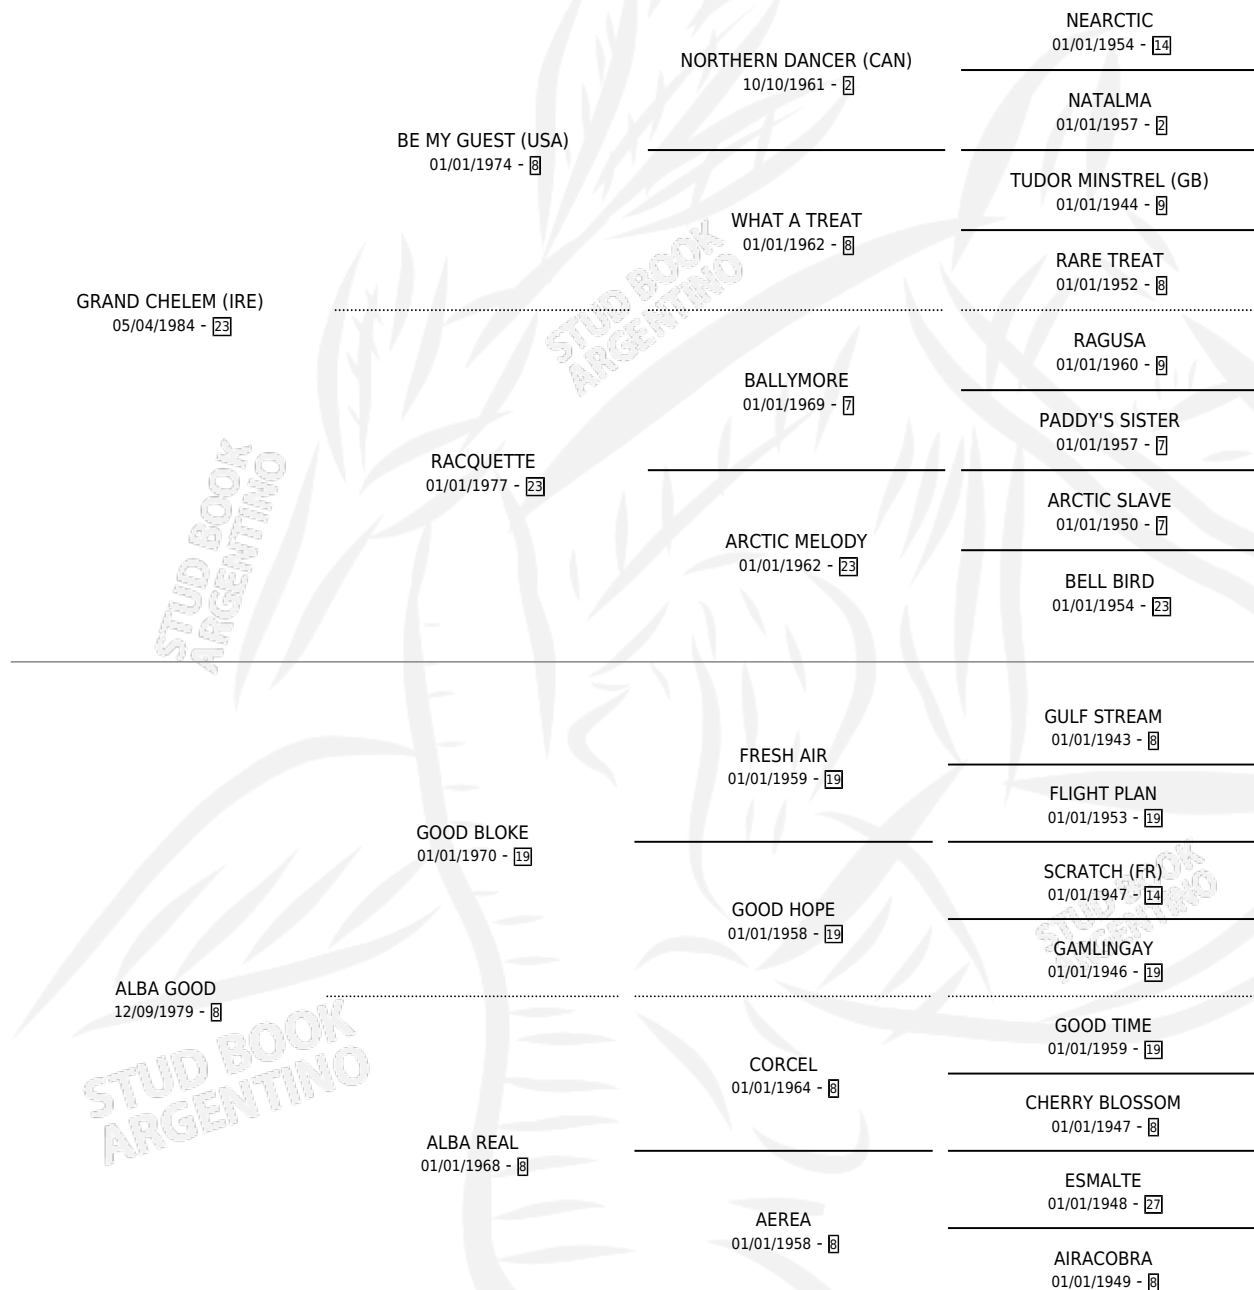 NEARCTIC
01/01/1954 - 14
NORTHERN DANCER (CAN)
10/10/1961 - 2
NATALMA
01/01/1957 - 2
BE MY GUEST (USA)
01/01/1974 - 8
TUDOR MINSTREL (GB)
01/01/1944 - 9
WHAT A TREAT
01/01/1962 - 8
RARE TREAT
01/01/1952 - 8
GRAND CHELEM (IRE)
05/04/1984 - 23
STUD BOOK
ARGENTINO
RAGUSA
01/01/1960 - 9
BALLYMORE
01/01/1969 - 7
PADDY'S SISTER
01/01/1957 - 7
RACQUETTE
01/01/1977 - 23
ARCTIC SLAVE
01/01/1950 - 7
ARCTIC MELODY
01/01/1962 - 23
BELL BIRD
01/01/1954 - 23
STUD BOOK
ARGENTINO
GULF STREAM
01/01/1943 - 8
FRESH AIR
01/01/1959 - 19
FLIGHT PLAN
01/01/1953 - 19
GOOD BLOKE
01/01/1970 - 19
SCRATCH (FR)
01/01/1947 - 14
GOOD HOPE
01/01/1958 - 19
GAMLINGAY
01/01/1946 - 19
STUD BOOK
ARGENTINO
ALBA GOOD
12/09/1979 - 8
GOOD TIME
01/01/1959 - 19
CORCEL
01/01/1964 - 8
CHERRY BLOSSOM
01/01/1947 - 8
STUD BOOK
ARGENTINO
ALBA REAL
01/01/1968 - 8
ESMALTE
01/01/1948 - 27
AEREA
01/01/1958 - 8
AIRACOBRA
01/01/1949 - 8